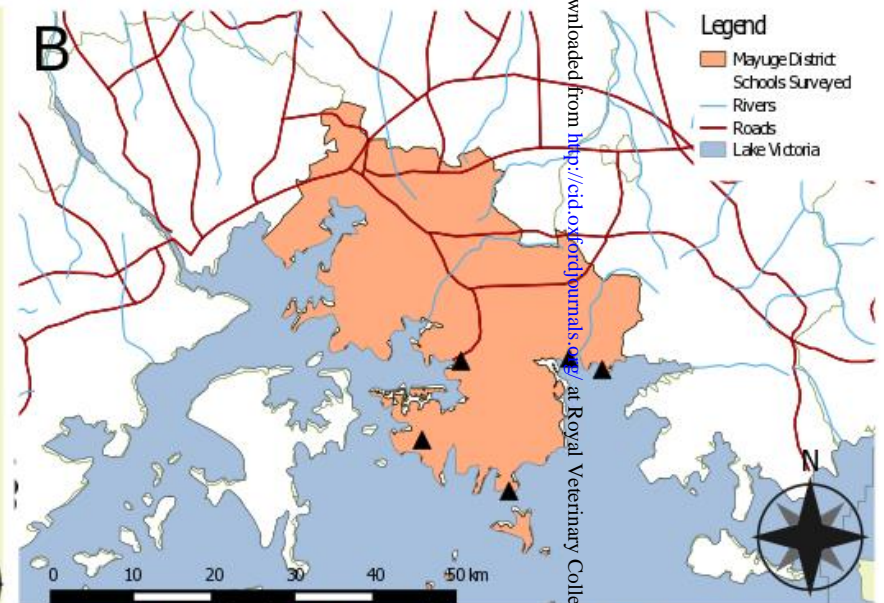 B
Legend
Mayuge District
Schools Surveyed
Rivers
Roads
Lake Victoria
wnloaded from http://cid.oxfordjournals.org/ at Royal Veterinary Colle
N
0 10 20 30 40 50 km